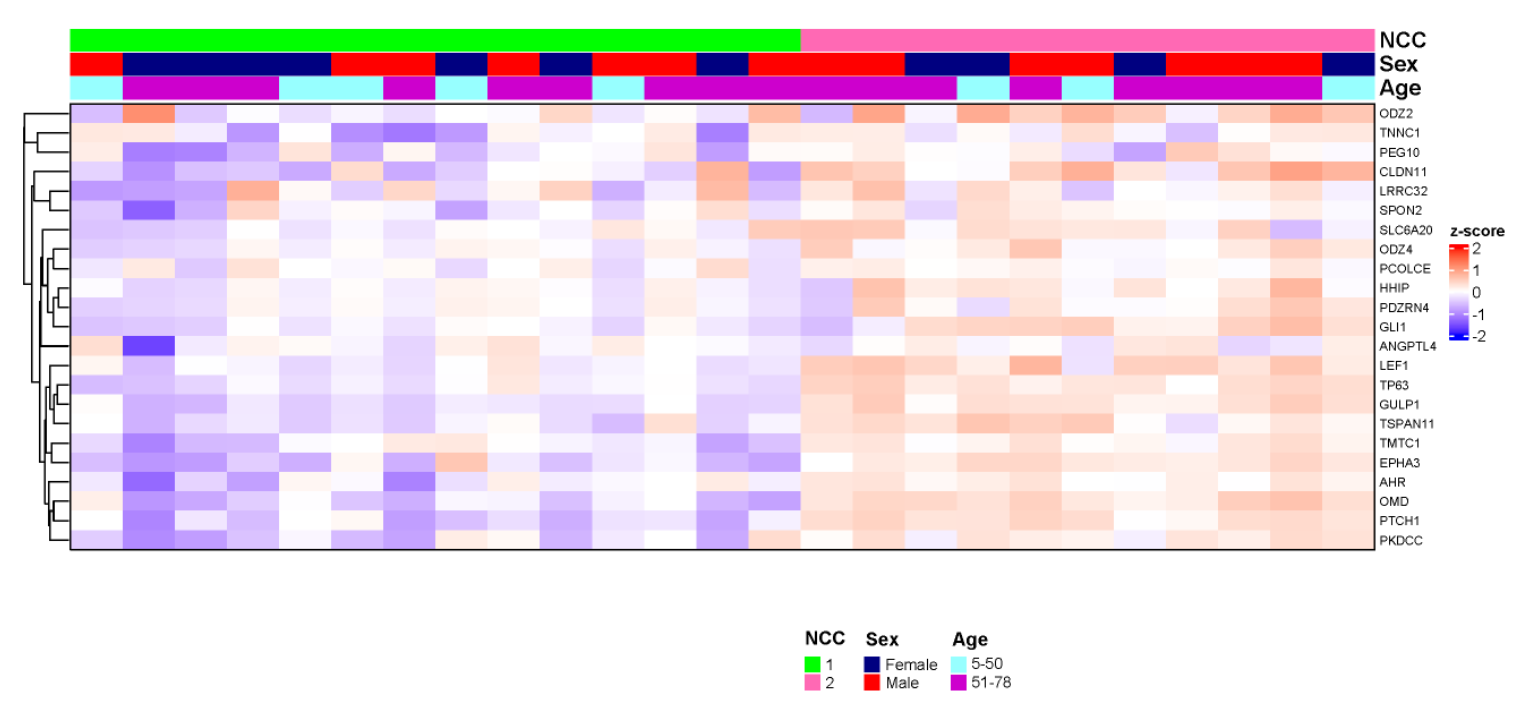 NCC
Sex
Age
ODZ2
TNNC1
PEG10
CLDN11
LRRC32
SPON2
SLC6A20
ODZ4
PCOLCE
HHIP
PDZRN4
GLI1
ANGPTL4
LEF1
TP63
GULP1
TSPAN11
TMTC1
EPHA3
AHR
OMD
PTCH1
PKDCC
z-score
2
1
0
-1
-2
NCC Sex Age
1 Female 5-50
2 Male 51-78